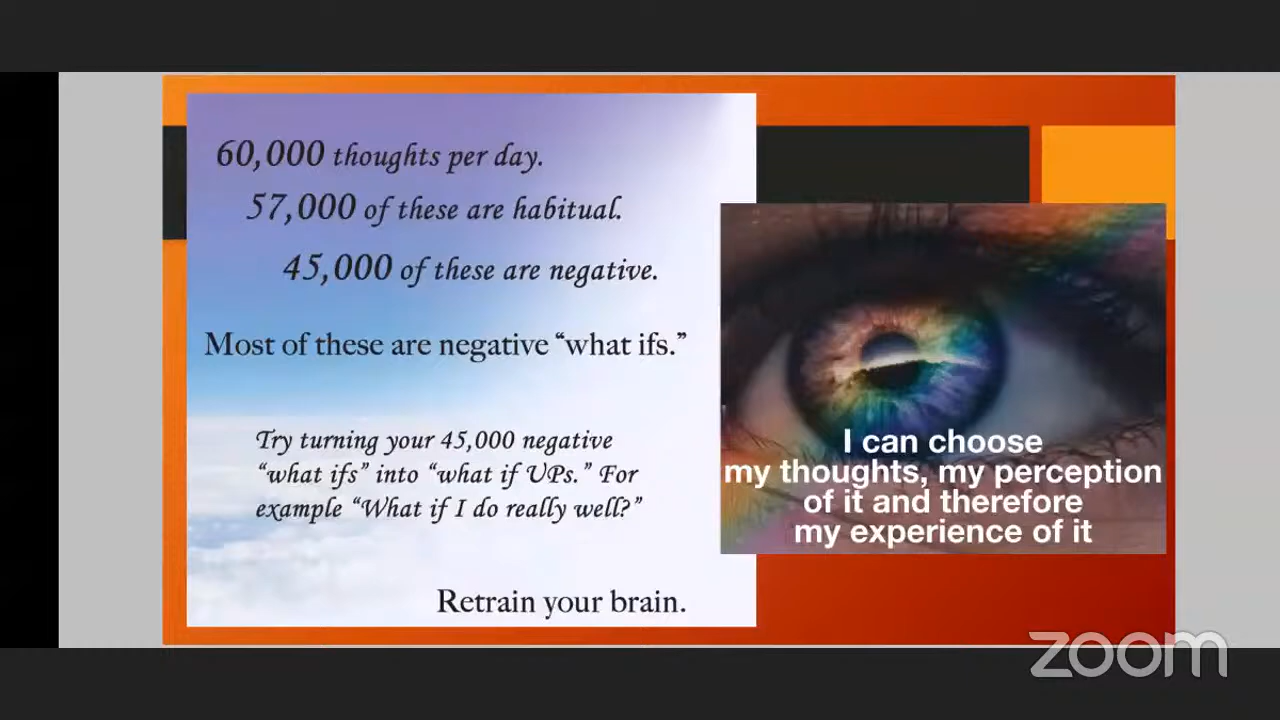 60,000 thoughts per day.
57,000 of these are habitual.
45,000 of these are negative.
Most of these are negative “what ifs.”
Try turning your 45,000 negative
“what ifs” into “what if UPs.” For
example “What if I do really well?”
Retrain your brain.
I can choose
my thoughts, my perception
of it and therefore
my experience of it
zoom